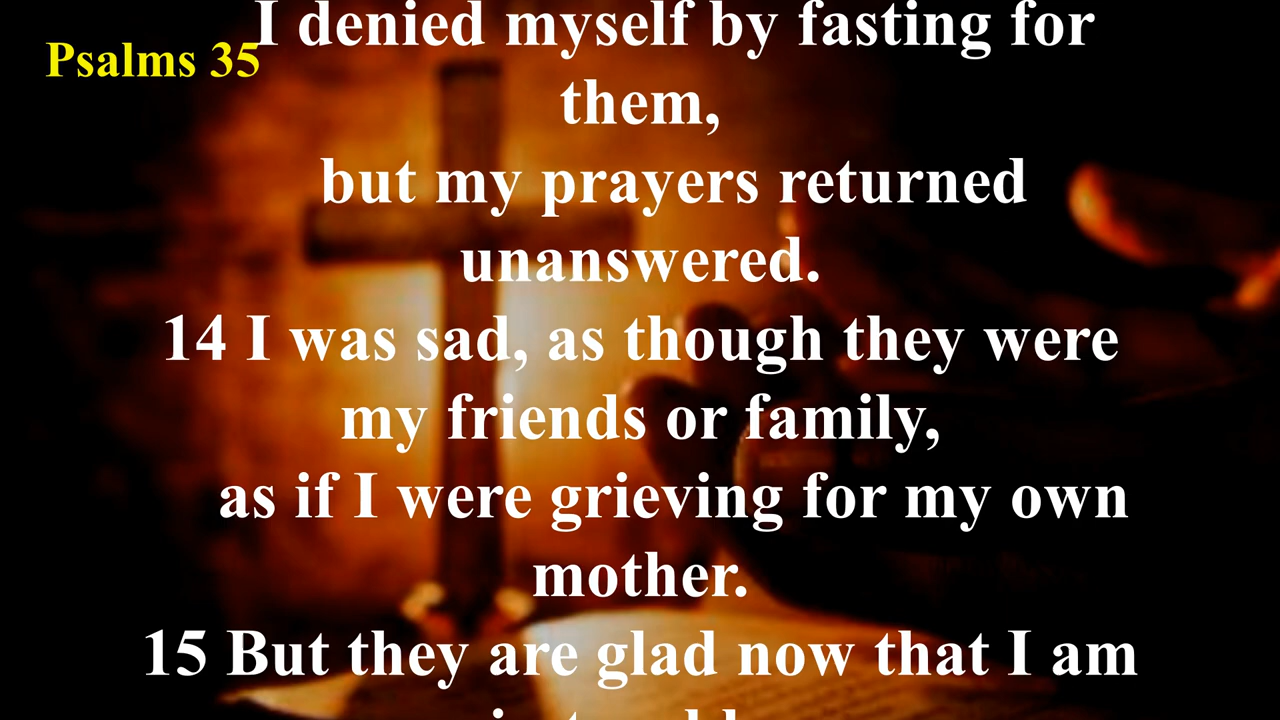 Psalms 35
I denied myself by fasting for
them,
but my prayers returned
unanswered.
14 I was sad, as though they were
my friends or family,
as if I were grieving for my own
mother.
15 But they are glad now that I am